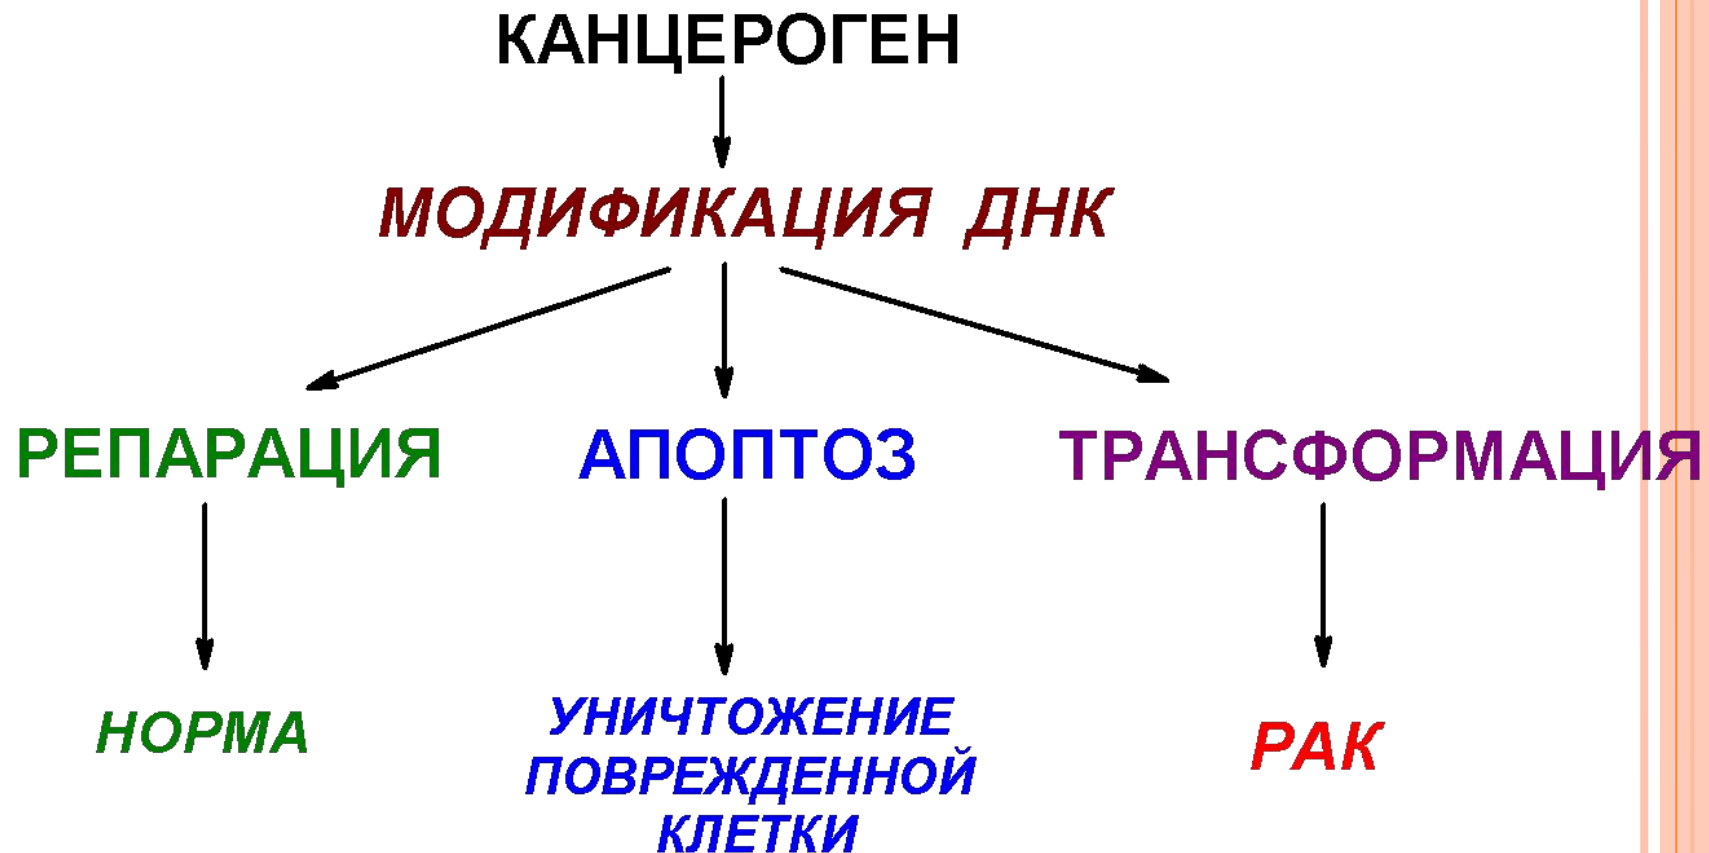 КАНЦЕРОГЕН
МОДИФИКАЦИЯ ДНК
РЕПАРАЦИЯ АПОПТОЗ ТРАНСФОРМАЦИЯ
НОРМА
УНИЧТОЖЕНИЕ
ПОВРЕЖДЕННОЙ
КЛЕТКИ
РАК